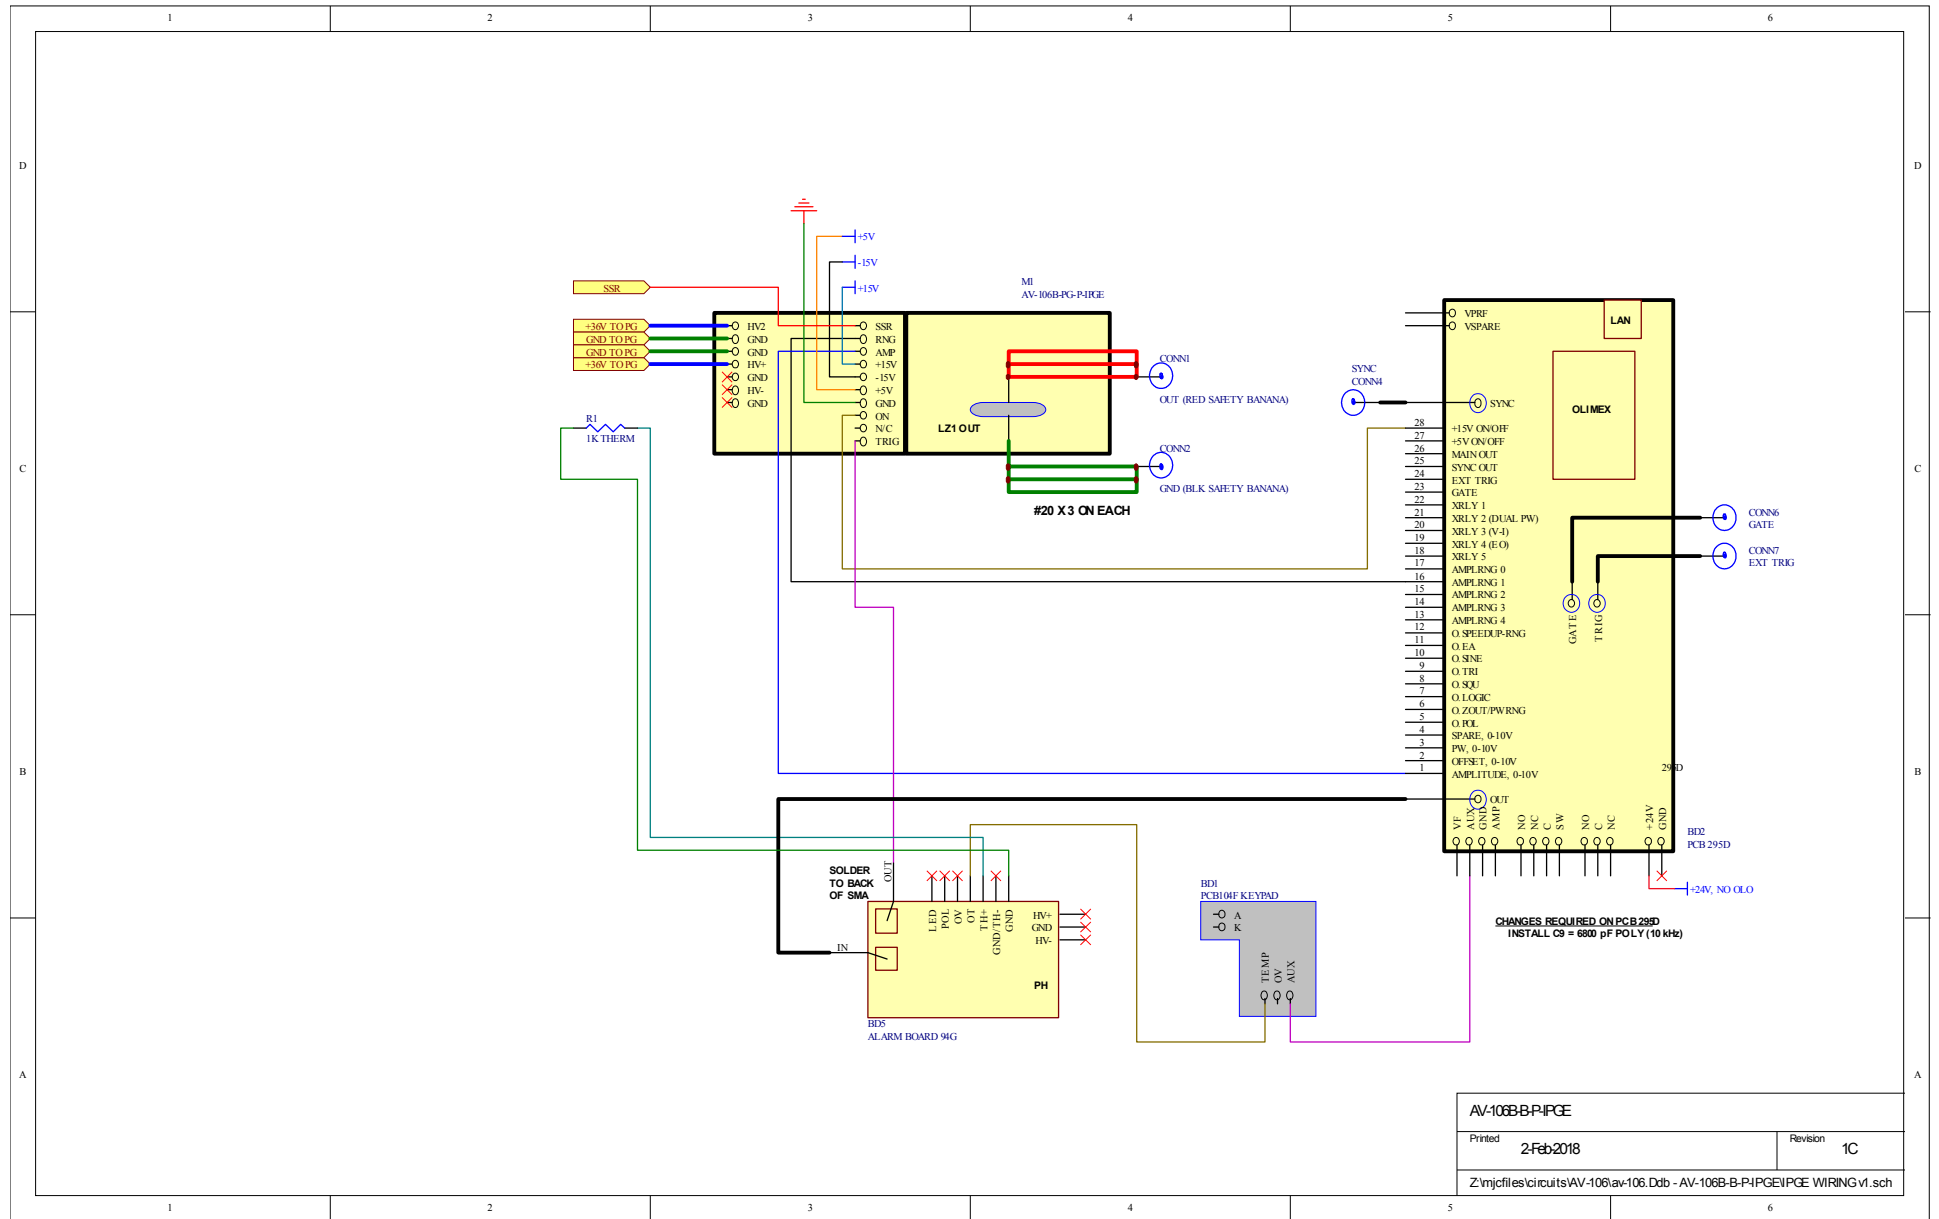 1 2 3 4 5 6
D D
+5V
-15V
+15V
SSR
M1
AV-106B-PG-P-IPGE
+36V TO PG
GND TO PG
GND TO PG
+36V TO PG
HV2
GND
GND
HV+
GND
HV-
GND
SSR
RNG
AMP
+15V
-15V
+5V
GND
ON
N/C
TRIG
LZ1 OUT
CONN1
OUT (RED SAFETY BANANA)
CONN2
GND (BLK SAFETY BANANA)
#20 X 3 ON EACH
R1
1K THERM
SYNC
CONN4
VPRF
VSPARE
LAN
SYNC
OLIMEX
28 +15V ON/OFF
27 +5V ON/OFF
26 MAIN OUT
25 SYNC OUT
24 EXT TRIG
23 GATE
22 XRLY 1
21 XRLY 2 (DUAL PW)
20 XRLY 3 (V-I)
19 XRLY 4 (EO)
18 XRLY 5
17 AMPLRNG 0
16 AMPLRNG 1
15 AMPLRNG 2
14 AMPLRNG 3
13 AMPLRNG 4
12 O. SPEEDUP-RNG
11 O. EA
10 O. SINE
9 O. TRI
8 O. SQU
7 O. LOGIC
6 O. ZOUT/PWRNG
5 O. POL
4 SPARE, 0-10V
3 PW, 0-10V
2 OFFSET, 0-10V
1 AMPLITUDE, 0-10V
CONN6
GATE
CONN7
EXT TRIG
GATE
TRIG
C C
B B
295D
OUT
VF
AUX
GND
AMP
NO
NC
C
SW
NO
C
NC
+24V
GND
BD2
PCB 295D
+24V, NO OLO
CHANGES REQUIRED ON PCB 295D
INSTALL C9 = 6800 pF POLY (10 kHz)
SOLDER
TO BACK
OF SMA
OUT
IN
LED
POL
OV
OT
TH+
GND/TH-
GND
HV+
GND
HV-
PH
BD5
ALARM BOARD 94G
BD1
PCB104F KEYPAD
A
K
TEMP
OV
AUX
A A
AV-106B-B-P-IPGE
Printed 2-Feb-2018
Revision 1C
Z:\mjcfiles\circuits\AV-106\av-106.Ddb - AV-106B-B-P-IPGE\IPGE WIRING v1.sch
1 2 3 4 5 6